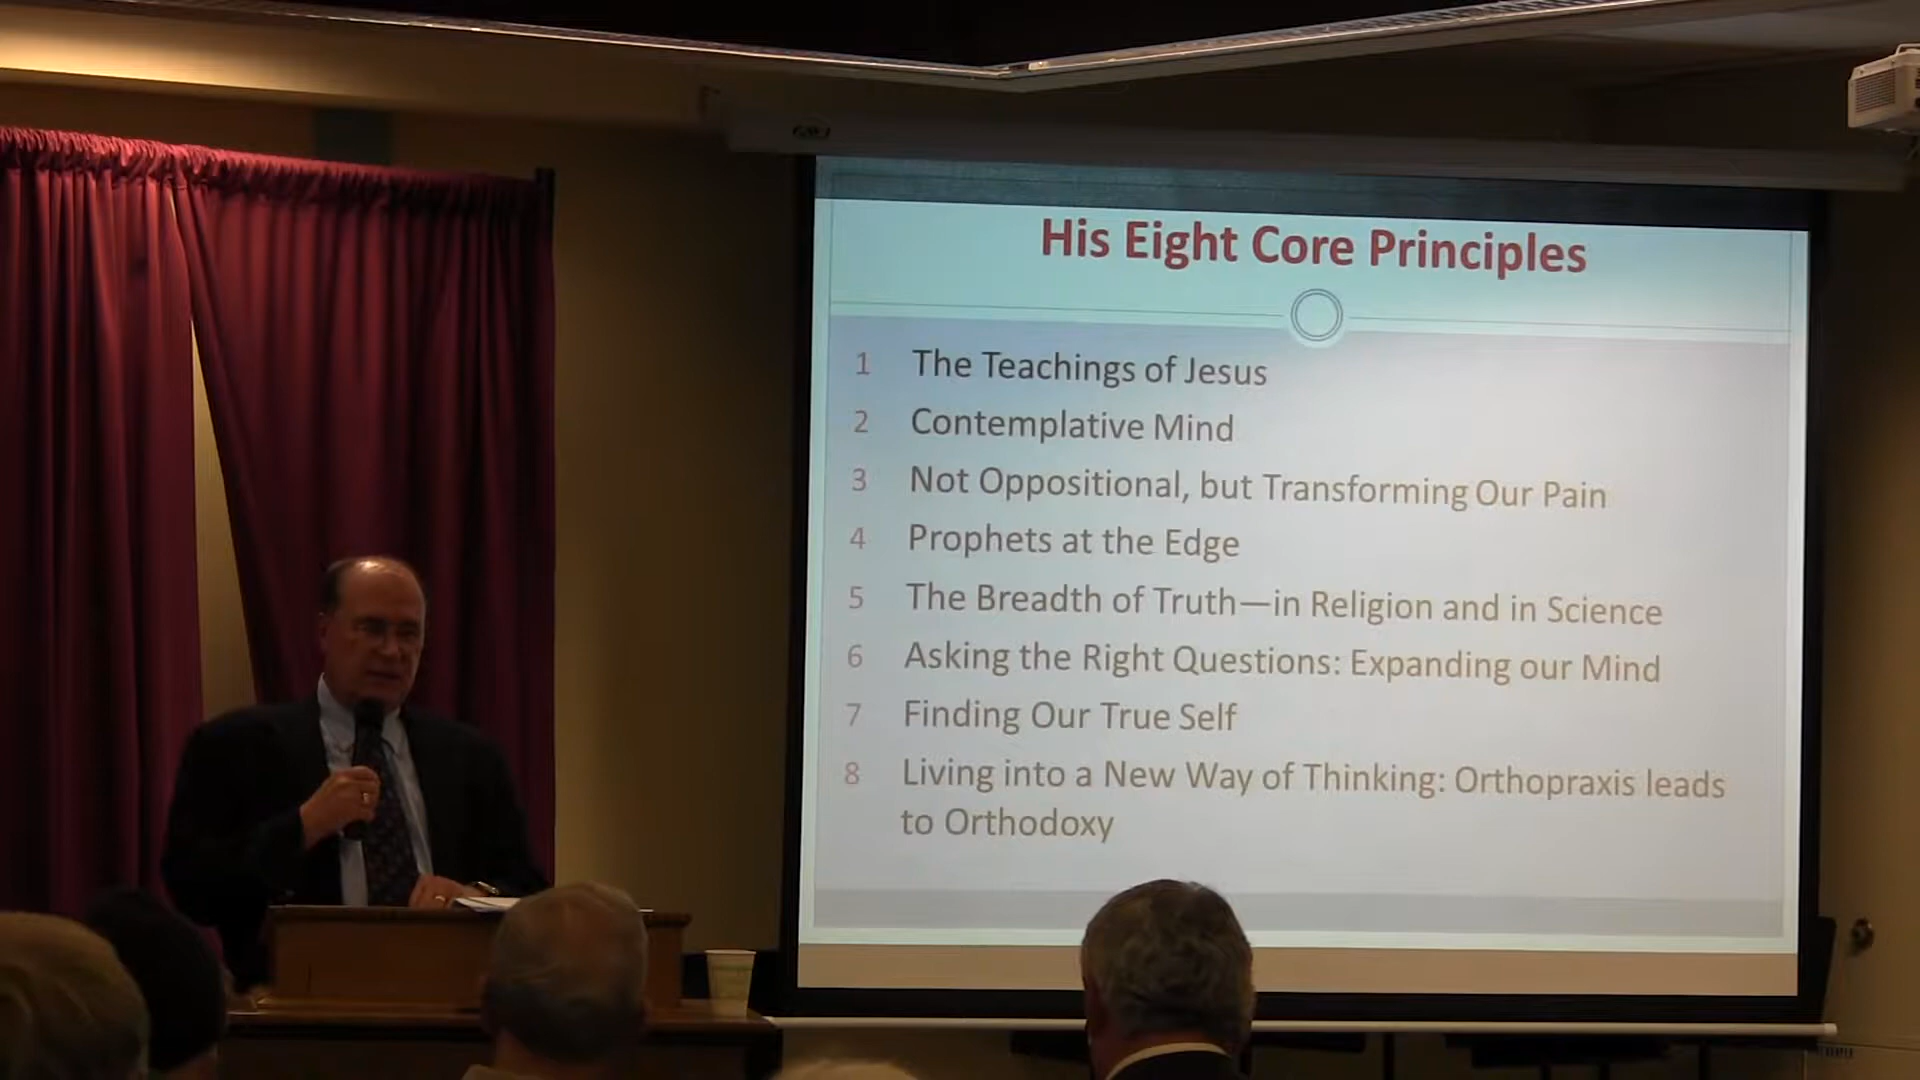 His Eight Core Principles
1 The Teachings of Jesus
2 Contemplative Mind
3 Not Oppositional, but Transforming Our Pain
4 Prophets at the Edge
5 The Breadth of Truth—in Religion and in Science
6 Asking the Right Questions: Expanding our Mind
7 Finding Our True Self
8 Living into a New Way of Thinking: Orthopraxis leads
to Orthodoxy